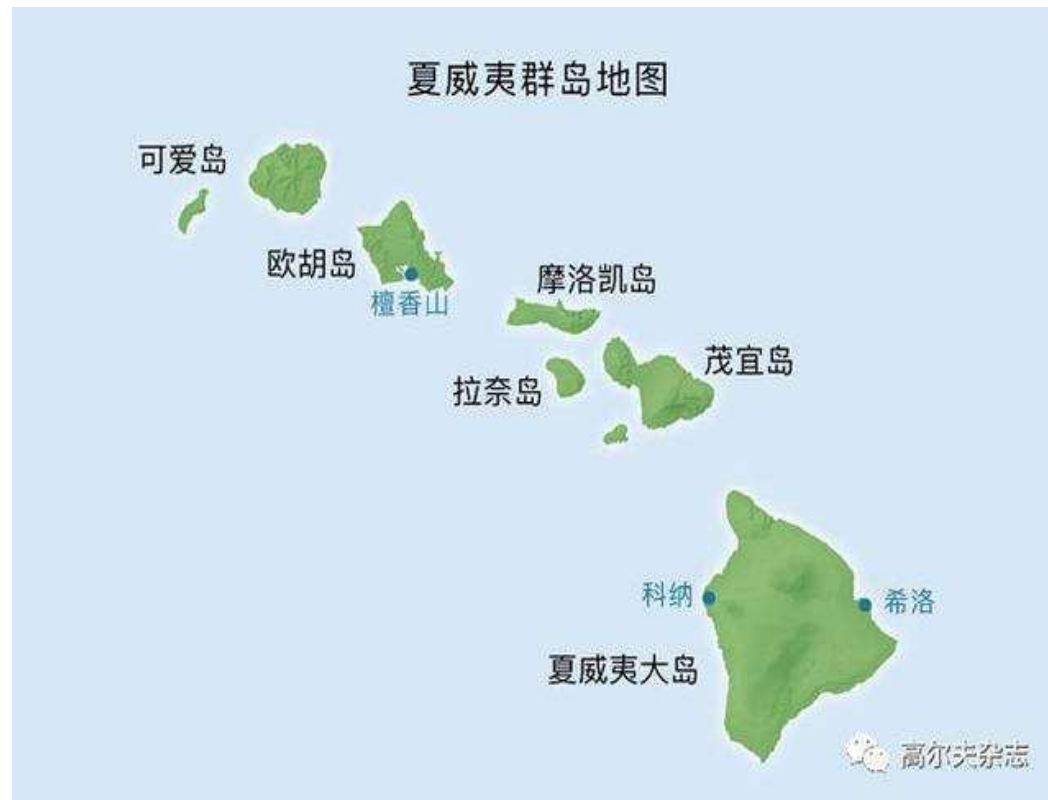 夏威夷群岛地图
可爱岛
欧胡岛
檀香山
摩洛凯岛
茂宜岛
拉奈岛
科纳
希洛
夏威夷大岛
高尔夫杂志